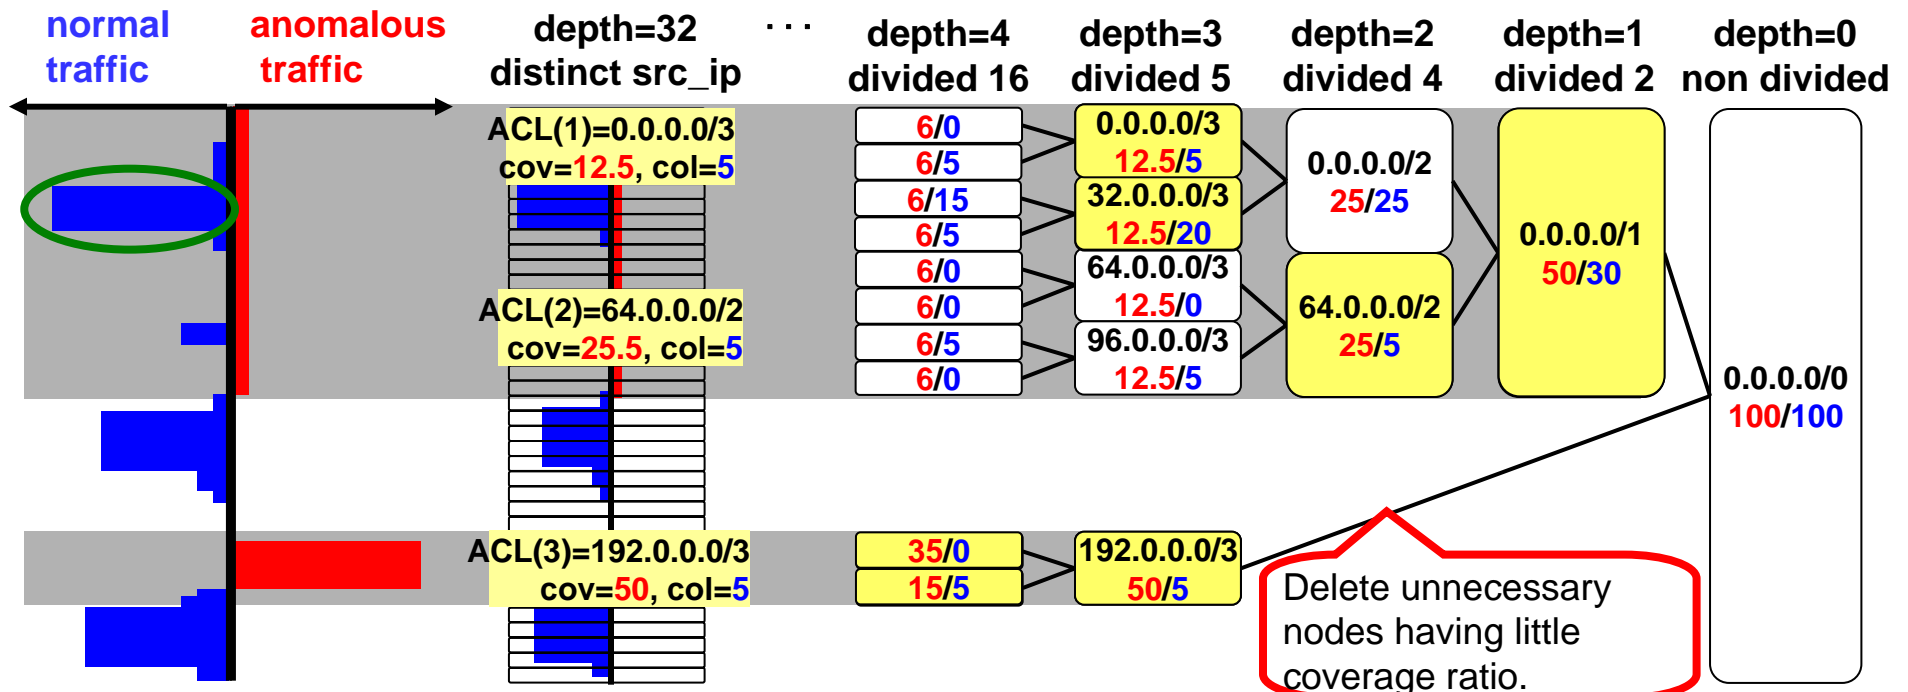 normal
traffic
anomalous
traffic
depth=32
distinct src_ip
···
depth=4
divided 16
depth=3
divided 5
depth=2
divided 4
depth=1
divided 2
depth=0
non divided
ACL(1)=0.0.0.0/3
cov=12.5, col=5
ACL(2)=64.0.0.0/2
cov=25.5, col=5
ACL(3)=192.0.0.0/3
cov=50, col=5
6/0
6/5
6/15
6/5
6/0
6/0
6/5
6/0
35/0
15/5
0.0.0.0/3
12.5/5
32.0.0.0/3
12.5/20
64.0.0.0/3
12.5/0
96.0.0.0/3
12.5/5
192.0.0.0/3
50/5
0.0.0.0/2
25/25
64.0.0.0/2
25/5
0.0.0.0/1
50/30
0.0.0.0/0
100/100
Delete unnecessary
nodes having little
coverage ratio.